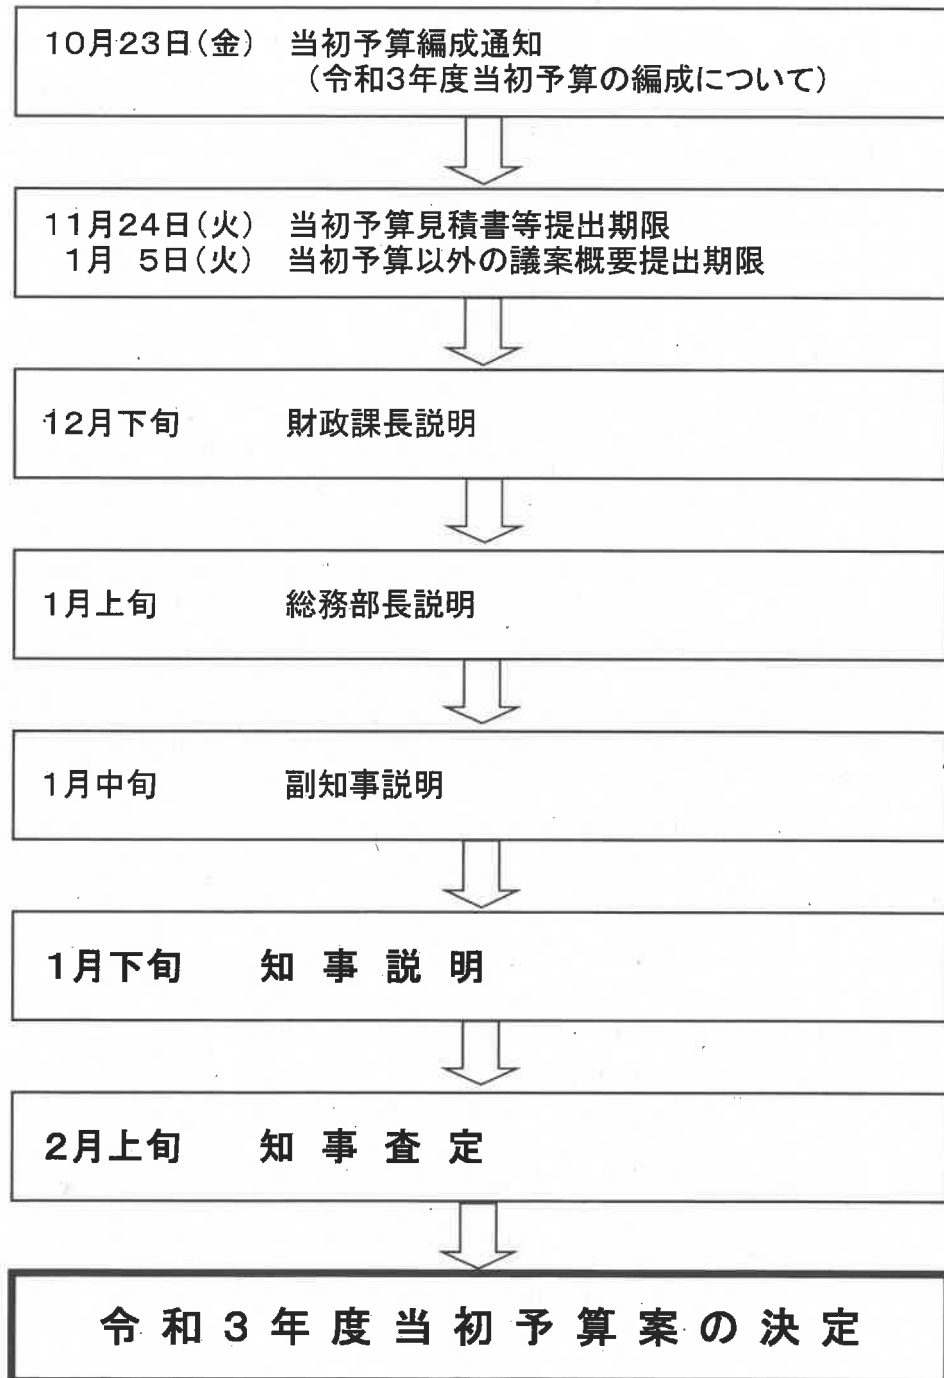 10月23日(金)　当初予算編成通知
(令和3年度当初予算の編成について)
11月24日(火)　当初予算見積書等提出期限
1月　5日(火)　当初予算以外の議案概要提出期限
12月下旬　財政課長説明
1月上旬　総務部長説明
1月中旬　副知事説明
1月下旬　知事説明
2月上旬　知事査定
令和3年度当初予算案の決定